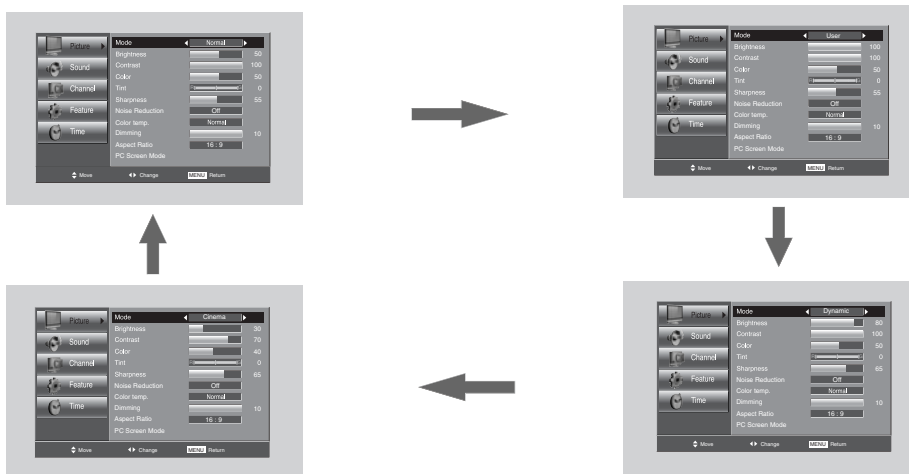 Picture
Sound
Channel
Feature
Time
Mode Normal
Brightness 50
Contrast 100
Color 50
Tint 0
Sharpness 55
Noise Reduction Off
Color temp. Normal
Dimming 10
Aspect Ratio 16 : 9
PC Screen Mode
Move Change MENU Return
Picture
Sound
Channel
Feature
Time
Mode User
Brightness 100
Contrast 100
Color 50
Tint 0
Sharpness 55
Noise Reduction Off
Color temp. Normal
Dimming 10
Aspect Ratio 16 : 9
PC Screen Mode
Move Change MENU Return
Picture
Sound
Channel
Feature
Time
Mode Cinema
Brightness 30
Contrast 70
Color 40
Tint 0
Sharpness 65
Noise Reduction Off
Color temp. Normal
Dimming 10
Aspect Ratio 16 : 9
PC Screen Mode
Move Change MENU Return
Picture
Sound
Channel
Feature
Time
Mode Dynamic
Brightness 80
Contrast 100
Color 50
Tint 0
Sharpness 65
Noise Reduction Off
Color temp. Normal
Dimming 10
Aspect Ratio 16 : 9
PC Screen Mode
Move Change MENU Return